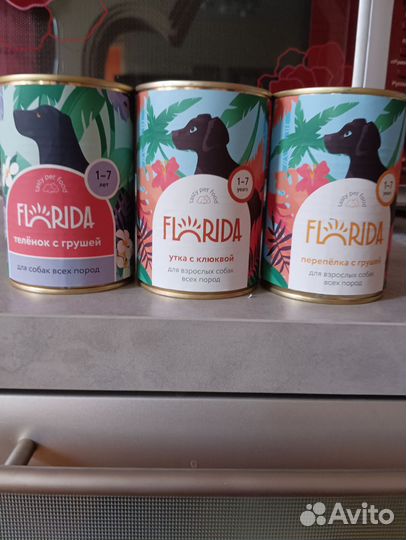 1-7
лет
tasty pet food
FLORIDA
телёнок с грушей
для собак всех пород
1-7
years
tasty pet food
FLORIDA
утка с клюквой
для взрослых собак
всех пород
1-7
tasty pet food
FLORIDA
перепёлка с грушей
для взрослых собак
всех пород
Avito